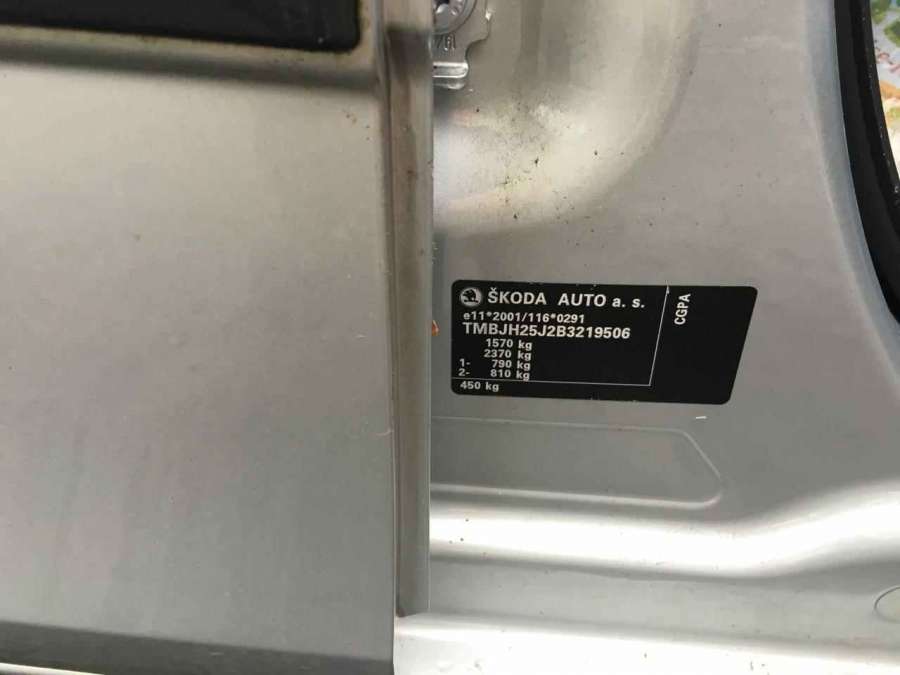 ŠKODA AUTO a. s.
e11*2001/116*0291
TMBJH25J2B3219506
1570 kg
2370 kg
1- 790 kg
2- 810 kg
450 kg
CGPA